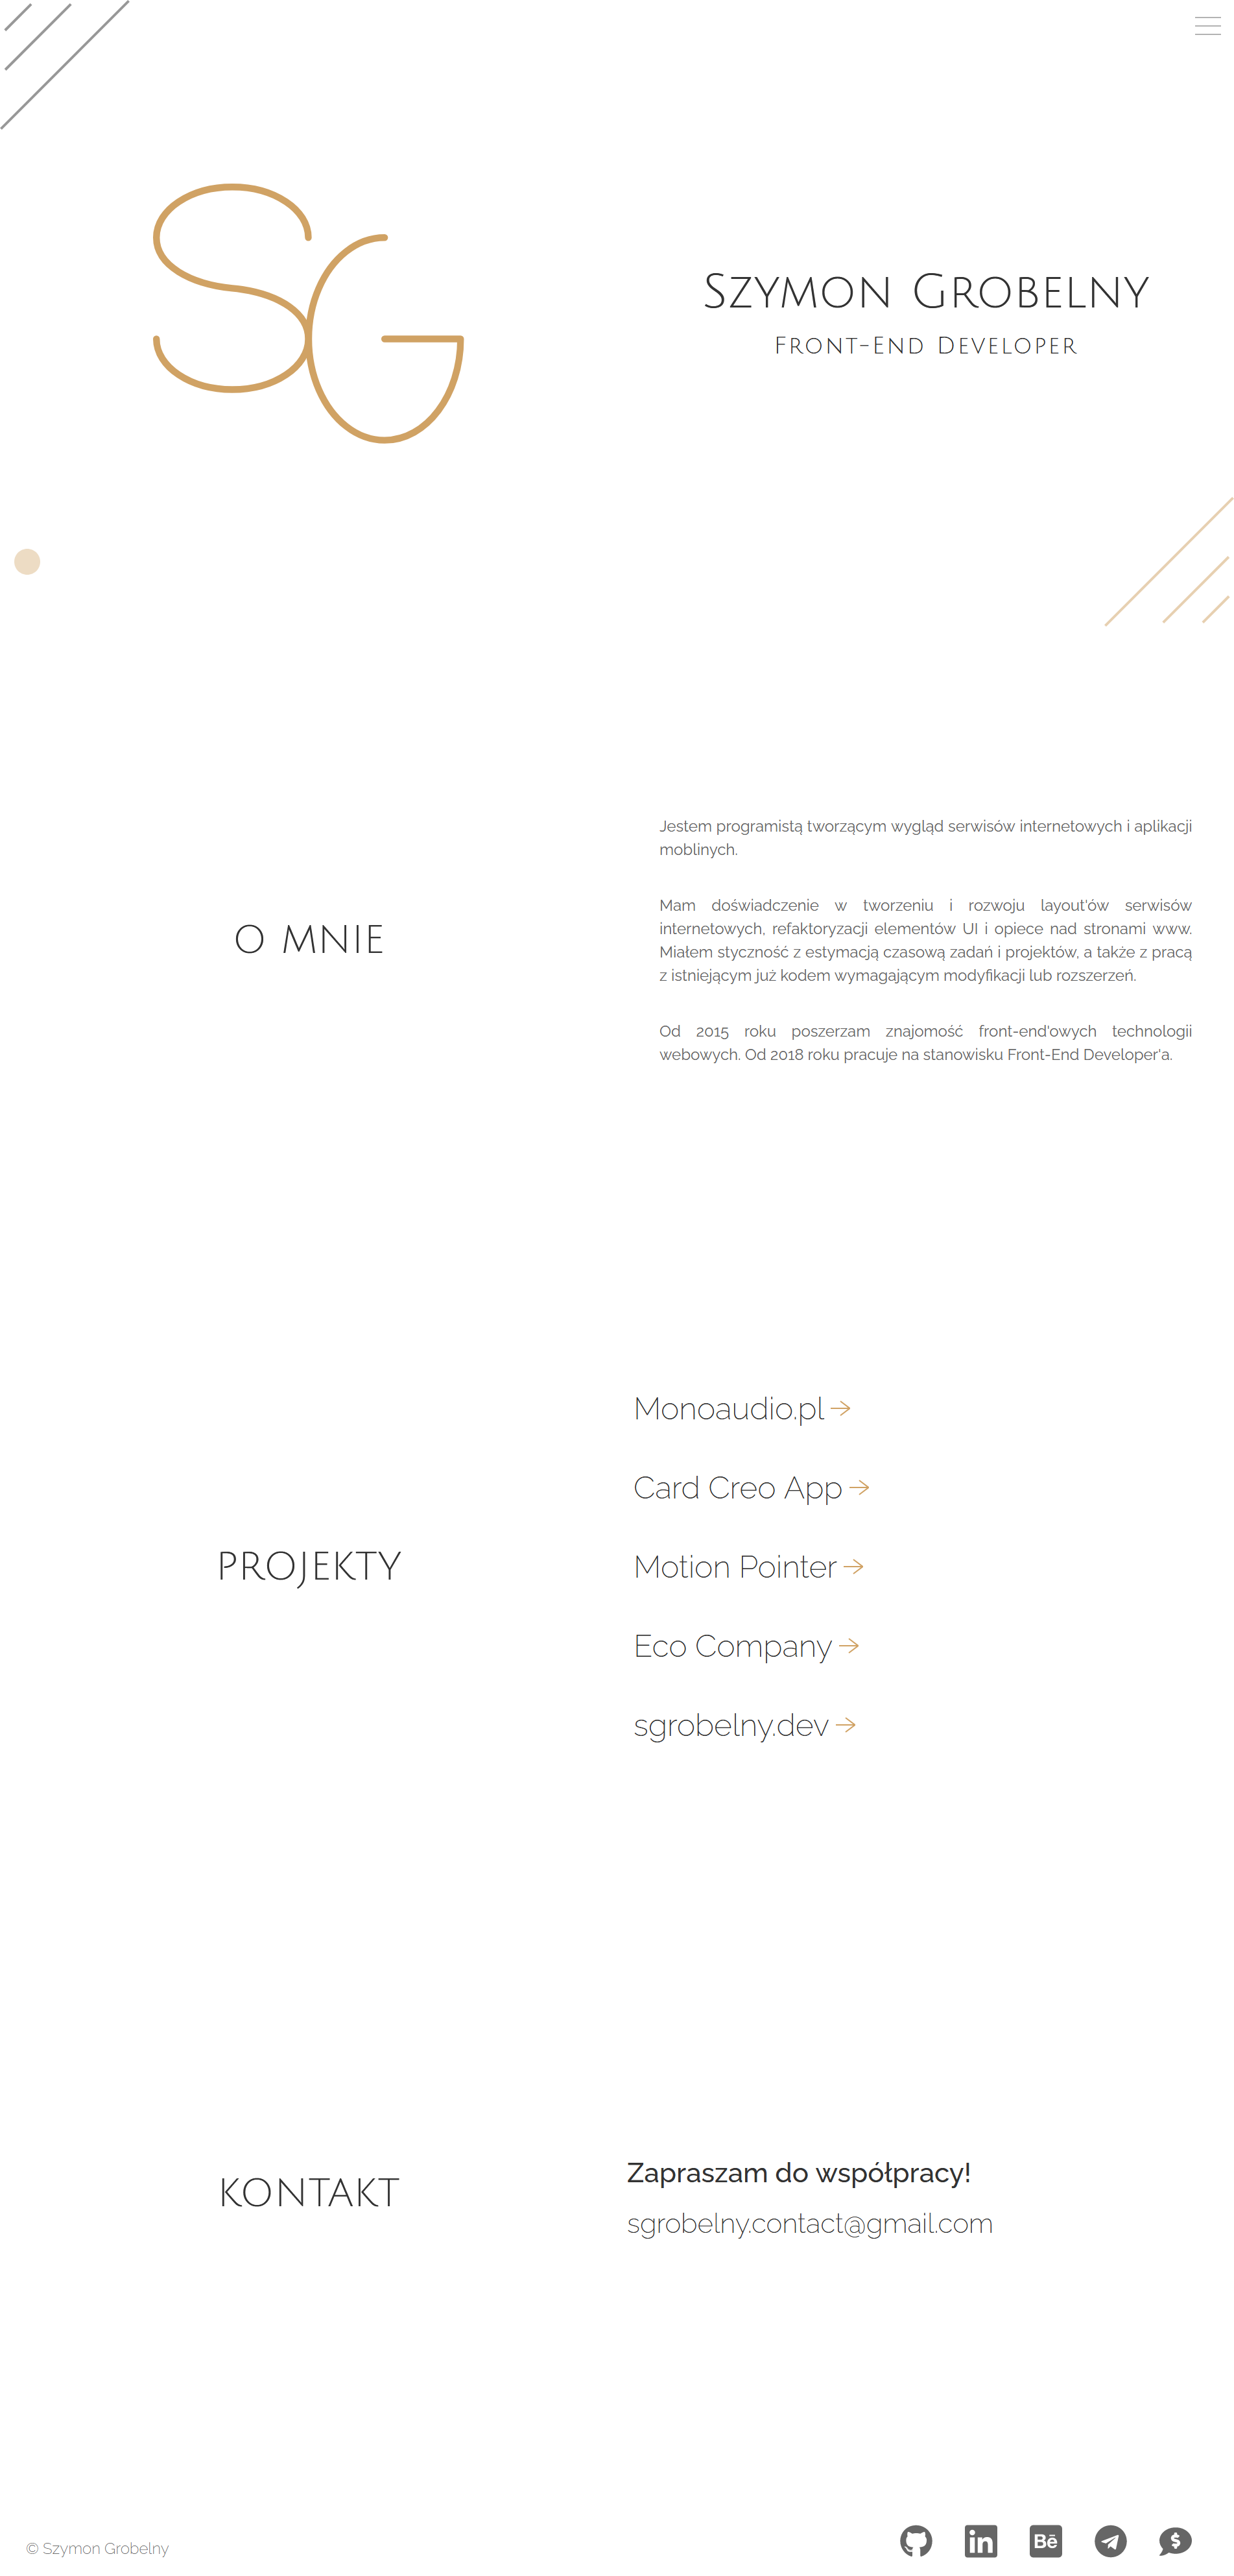 SG
Szymon Grobelny
Front-End Developer
O MNIE
Jestem programistą tworzącym wygląd serwisów internetowych i aplikacji
moblinych.
Mam doświadczenie w tworzeniu i rozwoju layout'ów serwisów
internetowych, refaktoryzacji elementów UI i opiece nad stronami www.
Miałem styczność z estymacją czasową zadań i projektów, a także z pracą
z istniejącym już kodem wymagającym modyfikacji lub rozszerzeń.
Od 2015 roku poszerzam znajomość front-end'owych technologii
webowych. Od 2018 roku pracuje na stanowisku Front-End Developer'a.
PROJEKTY
Monoaudio.pl
Card Creo App
Motion Pointer
Eco Company
sgrobelny.dev
KONTAKT
Zapraszam do współpracy!
sgrobelny.contact@gmail.com
© Szymon Grobelny
in
Bē
$